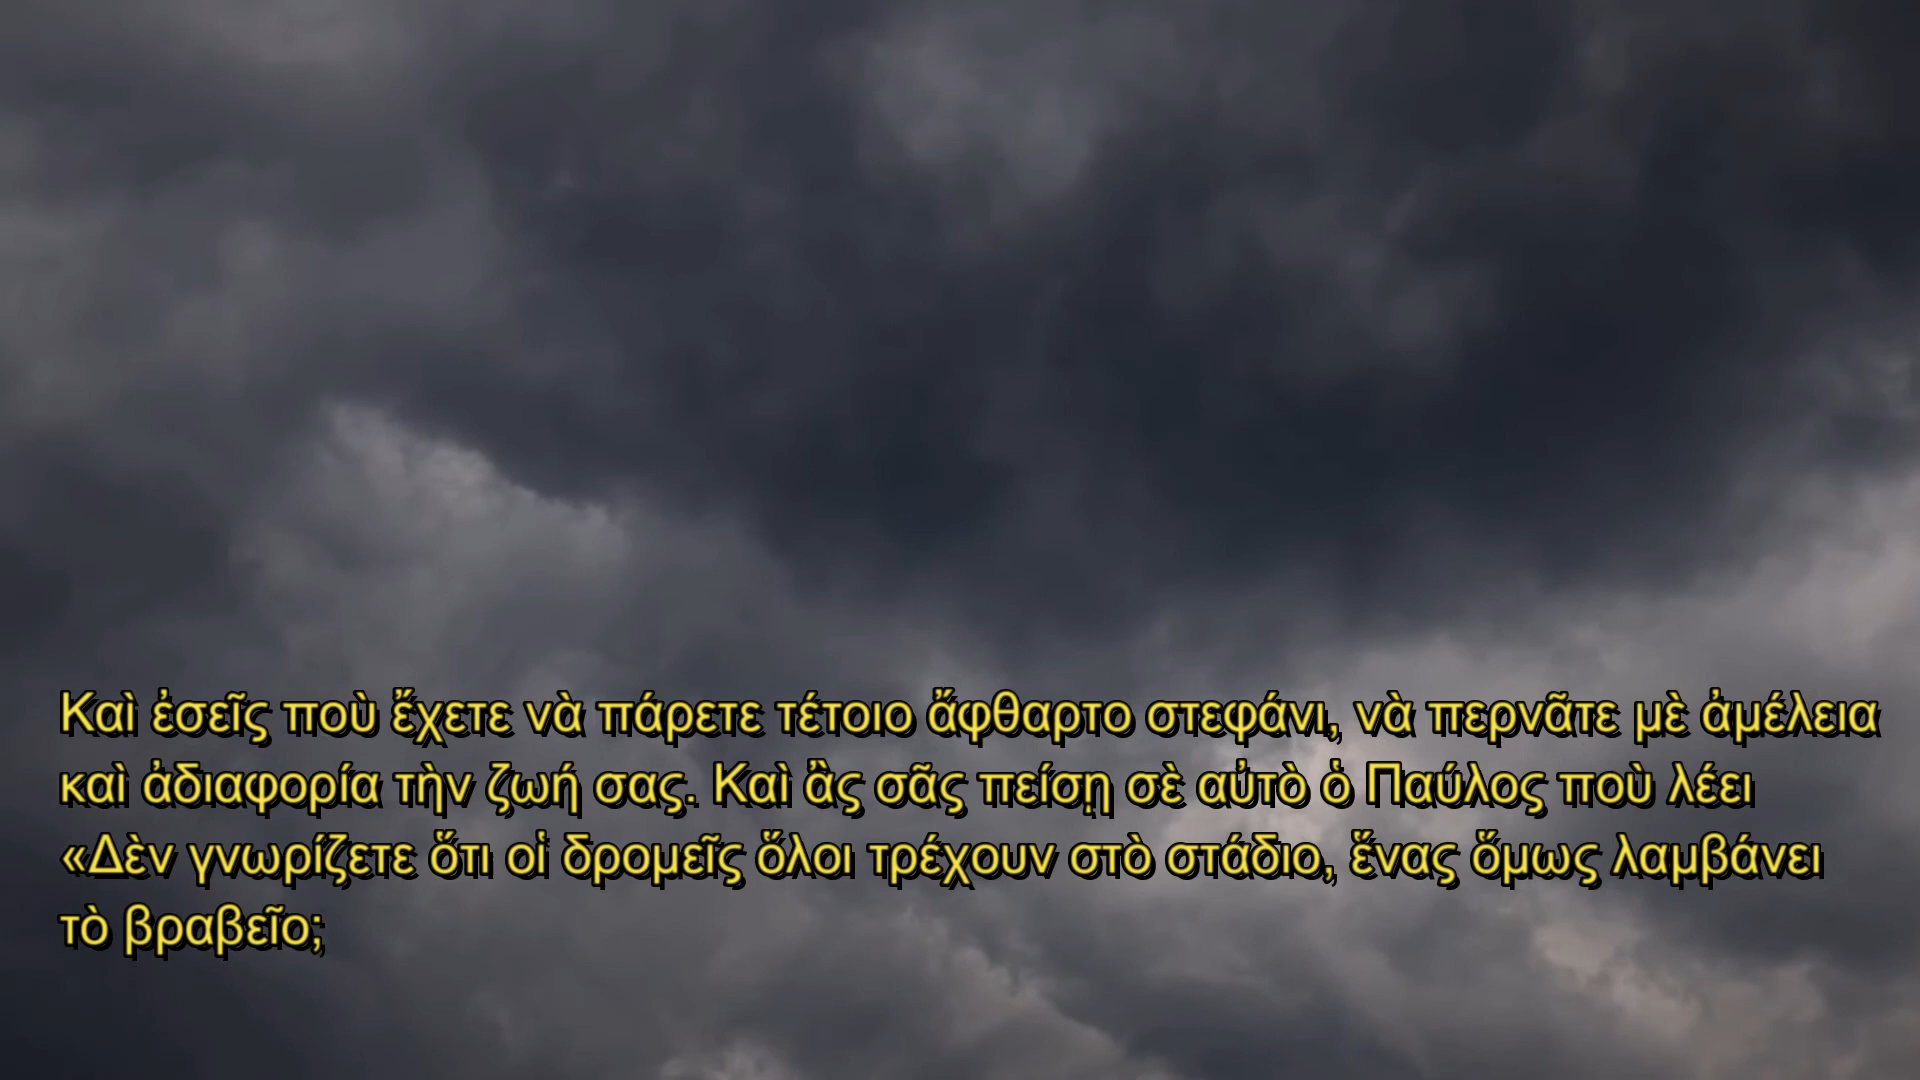 Καὶ ἐσεῖς ποὺ ἔχετε νὰ πάρετε τέτοιο ἄφθαρτο στεφάνι, νὰ περνᾶτε μὲ ἀμέλεια
καὶ ἀδιαφορία τὴν ζωή σας. Καὶ ἂς σᾶς πείσῃ σὲ αὐτὸ ὁ Παύλος ποὺ λέει
«Δὲν γνωρίζετε ὅτι οἱ δρομεῖς ὅλοι τρέχουν στὸ στάδιο, ἕνας ὅμως λαμβάνει
τὸ βραβεῖο;